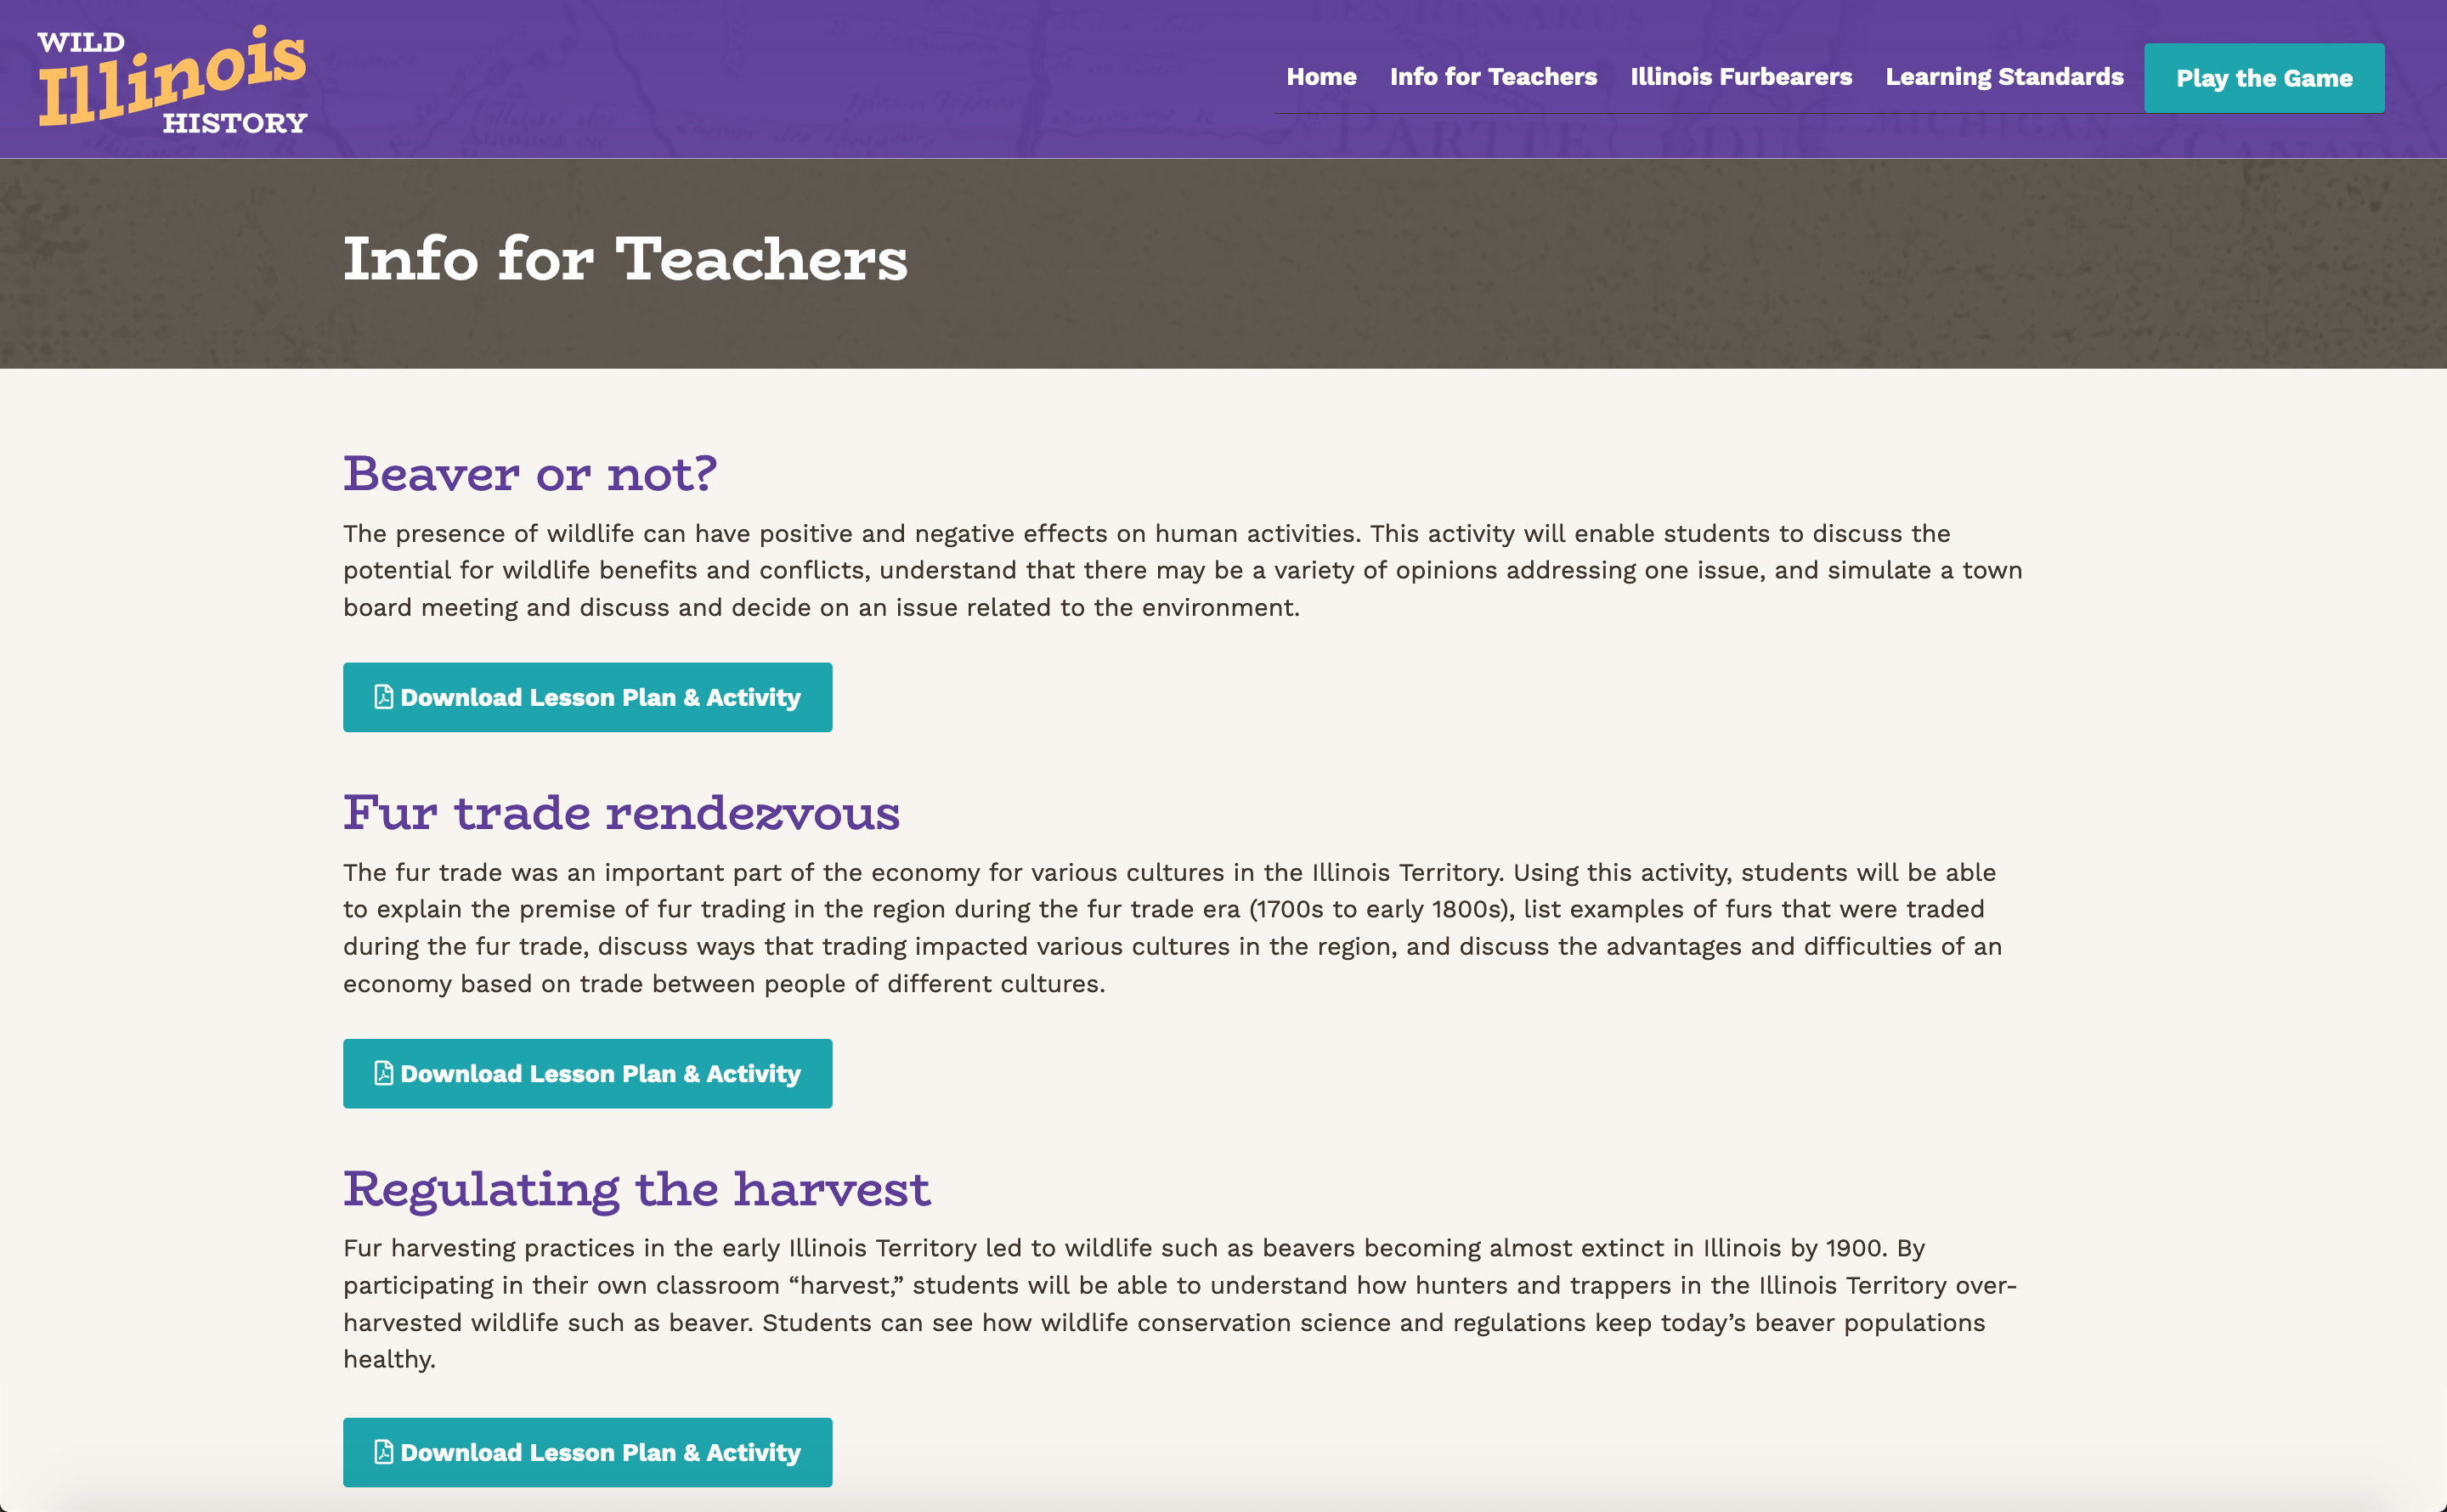 WILD
Illinois
HISTORY
Home Info for Teachers Illinois Furbearers Learning Standards Play the Game
LES RENARDS
PARTIE DU MICHIGAN
CANADA
Info for Teachers
Beaver or not?
The presence of wildlife can have positive and negative effects on human activities. This activity will enable students to discuss the
potential for wildlife benefits and conflicts, understand that there may be a variety of opinions addressing one issue, and simulate a town
board meeting and discuss and decide on an issue related to the environment.
Download Lesson Plan & Activity
Fur trade rendezvous
The fur trade was an important part of the economy for various cultures in the Illinois Territory. Using this activity, students will be able
to explain the premise of fur trading in the region during the fur trade era (1700s to early 1800s), list examples of furs that were traded
during the fur trade, discuss ways that trading impacted various cultures in the region, and discuss the advantages and difficulties of an
economy based on trade between people of different cultures.
Download Lesson Plan & Activity
Regulating the harvest
Fur harvesting practices in the early Illinois Territory led to wildlife such as beavers becoming almost extinct in Illinois by 1900. By
participating in their own classroom “harvest,” students will be able to understand how hunters and trappers in the Illinois Territory over-
harvested wildlife such as beaver. Students can see how wildlife conservation science and regulations keep today’s beaver populations
healthy.
Download Lesson Plan & Activity